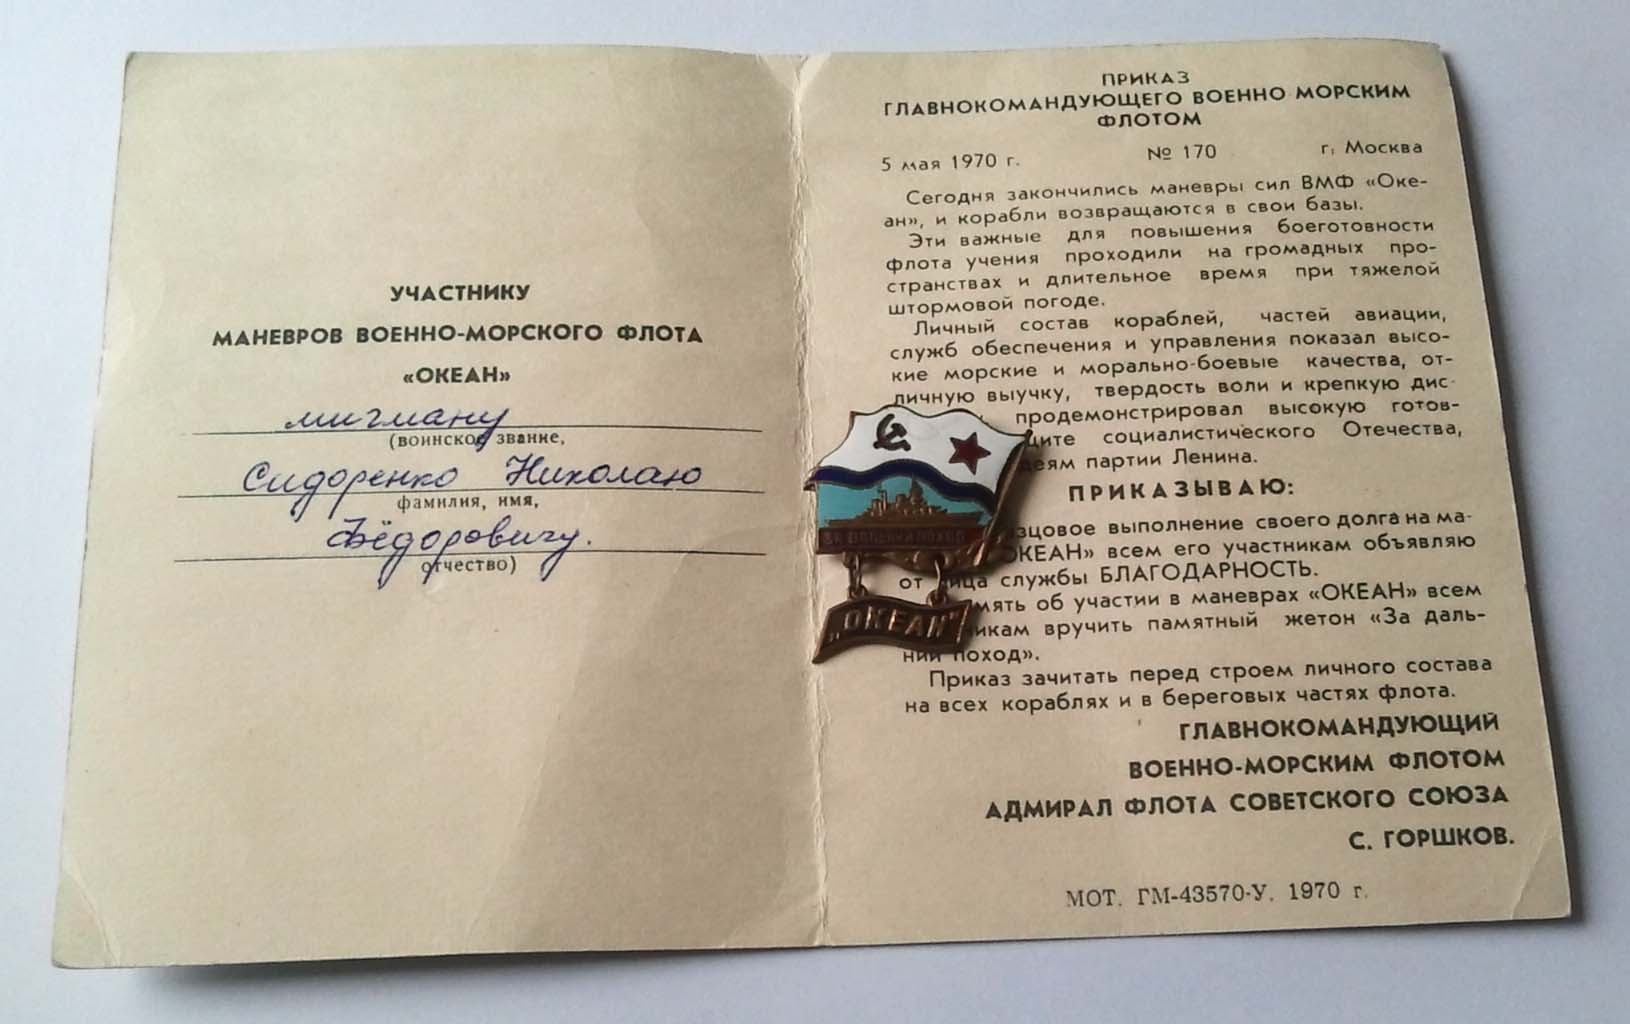 УЧАСТНИКУ
МАНЕВРОВ ВОЕННО-МОРСКОГО ФЛОТА
«ОКЕАН»
мичману
(воинское звание,
Сидоренко Николаю
фамилия, имя,
Фёдоровичу.
отчество)
ПРИКАЗ
ГЛАВНОКОМАНДУЮЩЕГО ВОЕННО МОРСКИМ
ФЛОТОМ
5 мая 1970 г. № 170 г. Москва
Сегодня закончились маневры сил ВМФ «Оке-
ан», и корабли возвращаются в свои базы.
Эти важные для повышения боеготовности
флота учения проходили на громадных про-
странствах и длительное время при тяжелой
штормовой погоде.
Личный состав кораблей, частей авиации,
служб обеспечения и управления показал высо-
кие морские и морально-боевые качества, от-
личную выучку, твердость воли и крепкую дис-
продемонстрировал высокую готов-
социалистического Отечества,
партии Ленина.
ПРИКАЗЫВАЮ:
выполнение своего долга на ма-
ОКЕАН» всем его участникам объявляю
от лица службы БЛАГОДАРНОСТЬ.
об участии в маневрах «ОКЕАН» всем
вручить памятный жетон «За даль-
ний поход».
Приказ зачитать перед строем личного состава
на всех кораблях и в береговых частях флота.
ГЛАВНОКОМАНДУЮЩИЙ
ВОЕННО-МОРСКИМ ФЛОТОМ
АДМИРАЛ ФЛОТА СОВЕТСКОГО СОЮЗА
С. ГОРШКОВ.
МОТ. ГМ-43570-У. 1970 г.
ЗА ДАЛЬНИЙ ПОХОД
„ОКЕАН"